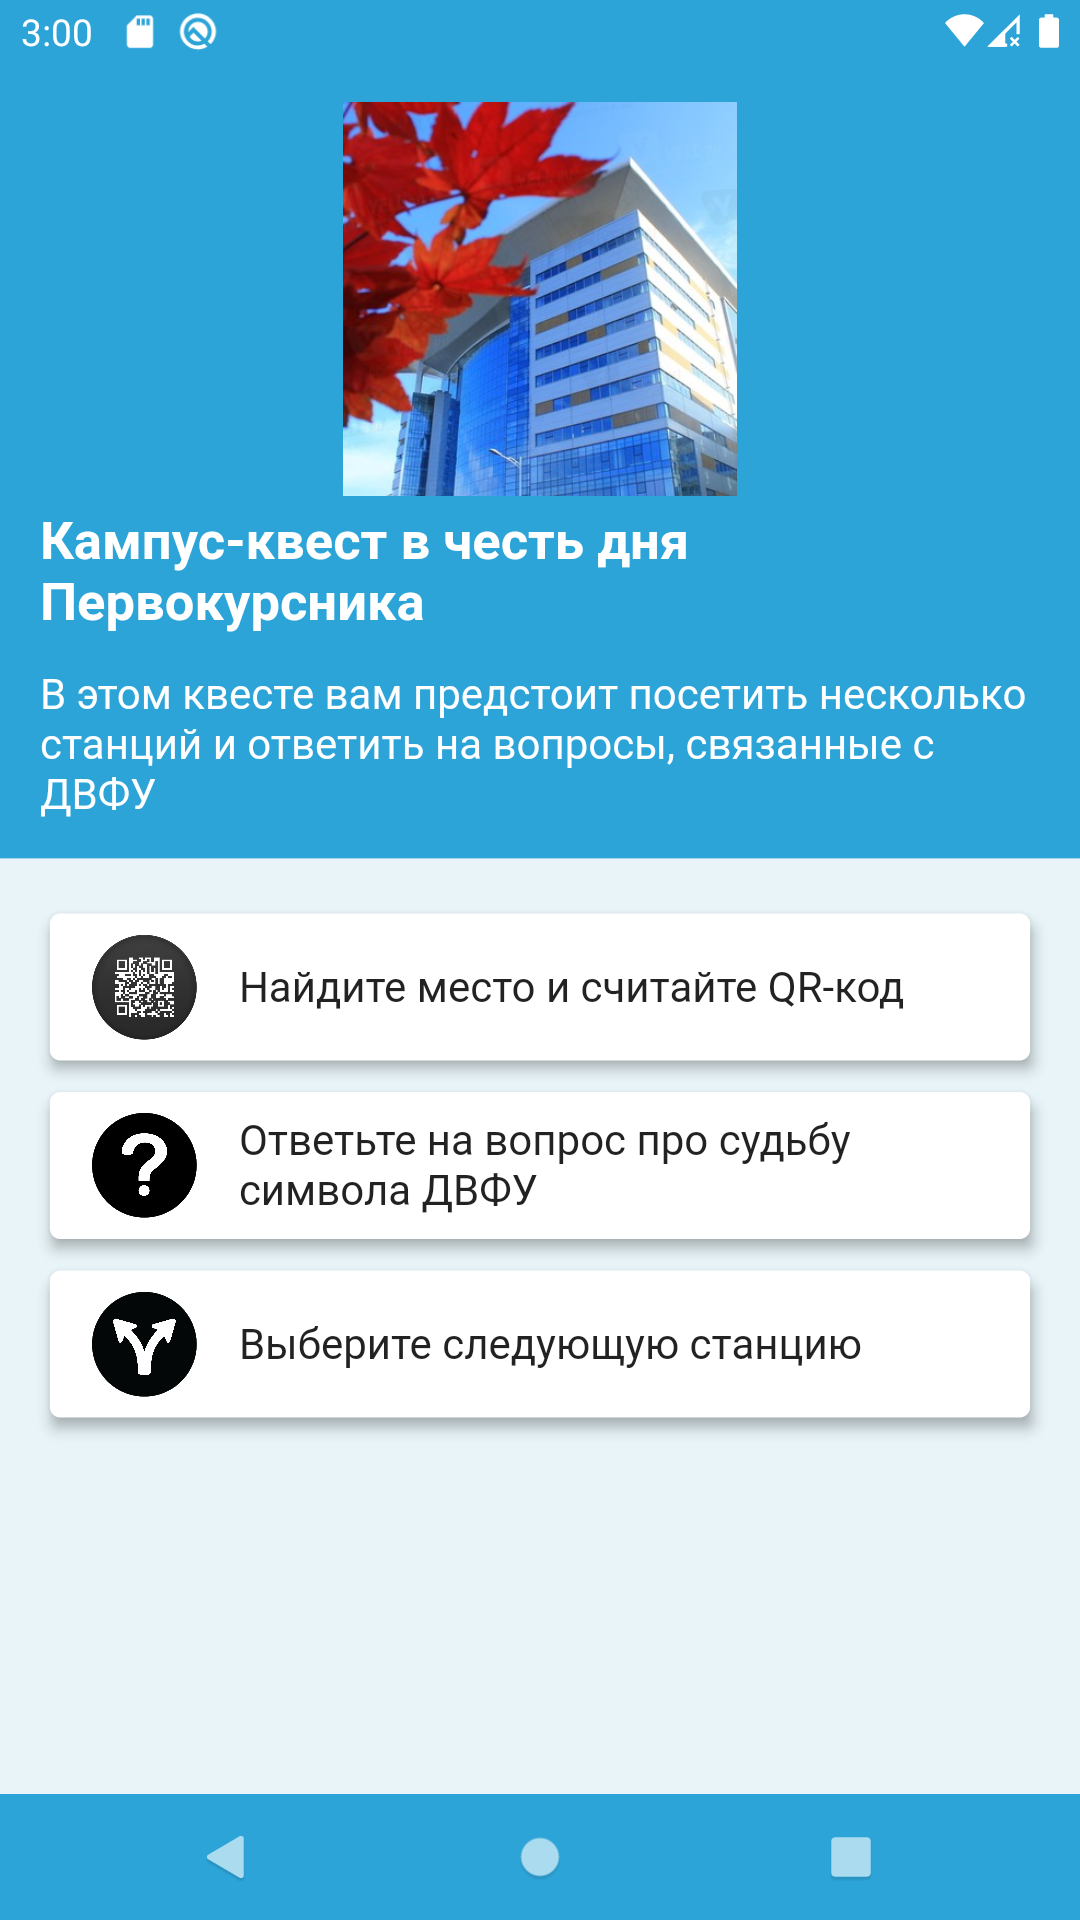 3:00
Кампус-квест в честь дня
Первокурсника
В этом квесте вам предстоит посетить несколько
станций и ответить на вопросы, связанные с
ДВФУ
Найдите место и считайте QR-код
Ответьте на вопрос про судьбу
символа ДВФУ
Выберите следующую станцию